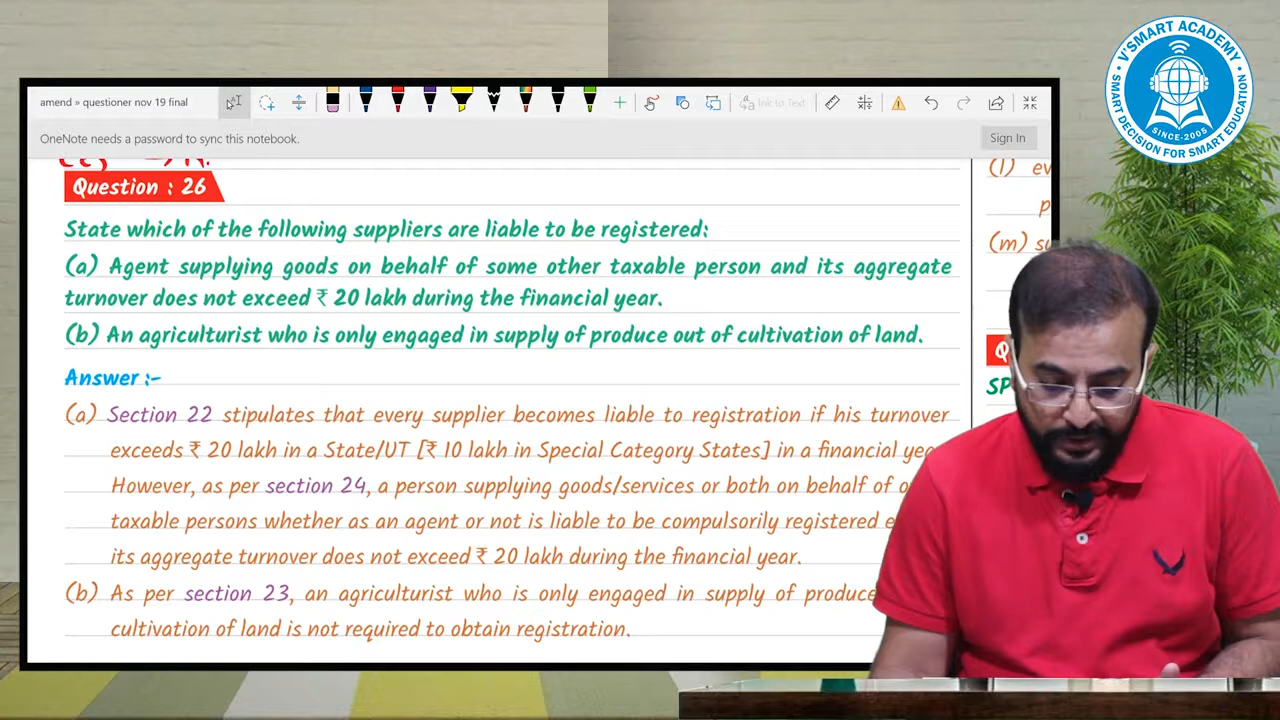 amend » questioner nov 19 final
Ink to Text
OneNote needs a password to sync this notebook.
Sign In
Question : 26
State which of the following suppliers are liable to be registered:
(a) Agent supplying goods on behalf of some other taxable person and its aggregate
turnover does not exceed ₹ 20 lakh during the financial year.
(b) An agriculturist who is only engaged in supply of produce out of cultivation of land.
Answer :-
(a) Section 22 stipulates that every supplier becomes liable to registration if his turnover
exceeds ₹ 20 lakh in a State/UT [₹ 10 lakh in Special Category States] in a financial
However, as per section 24, a person supplying goods/services or both on behalf of
taxable persons whether as an agent or not is liable to be compulsorily registered
its aggregate turnover does not exceed ₹ 20 lakh during the financial year.
(b) As per section 23, an agriculturist who is only engaged in supply of produce
cultivation of land is not required to obtain registration.
(l) ev
p
(m) su
Q
SP
V'SMART ACADEMY
SMART DECISION FOR SMART EDUCATION
SINCE-2005